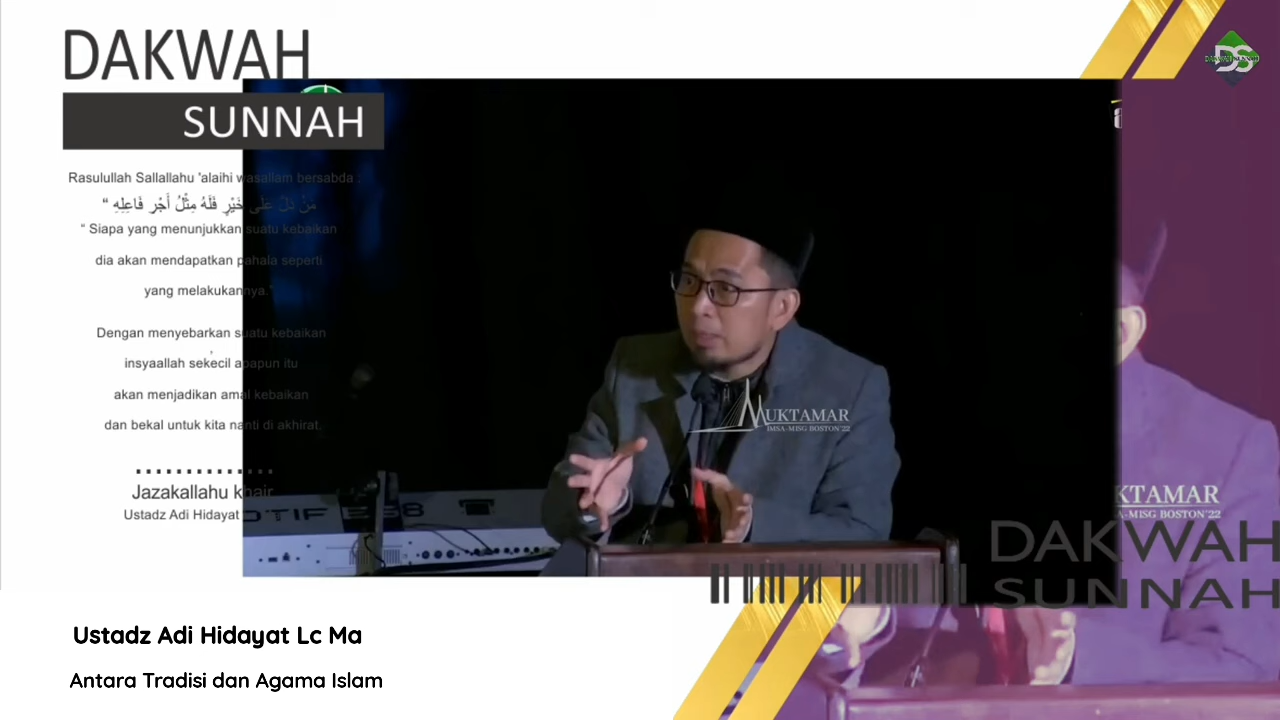 DAKWAH
SUNNAH
Rasulullah Sallallahu 'alaihi wasallam bersabda :
مَنْ دَلَّ عَلَى خَيْرٍ فَلَهُ مِثْلُ أَجْرِ فَاعِلِهِ “
“ Siapa yang menunjukkan suatu kebaikan
dia akan mendapatkan pahala seperti
yang melakukannya.”
Dengan menyebarkan suatu kebaikan
insyaallah sekecil apapun itu
akan menjadikan amal kebaikan
dan bekal untuk kita nanti di akhirat.
Jazakallahu khair
Ustadz Adi Hidayat
DS
MUKTAMAR
IMSA-MISG BOSTON'22
KTAMAR
A-MISG BOSTON'22
DAKWAH
SUNNAH
Ustadz Adi Hidayat Lc Ma
Antara Tradisi dan Agama Islam